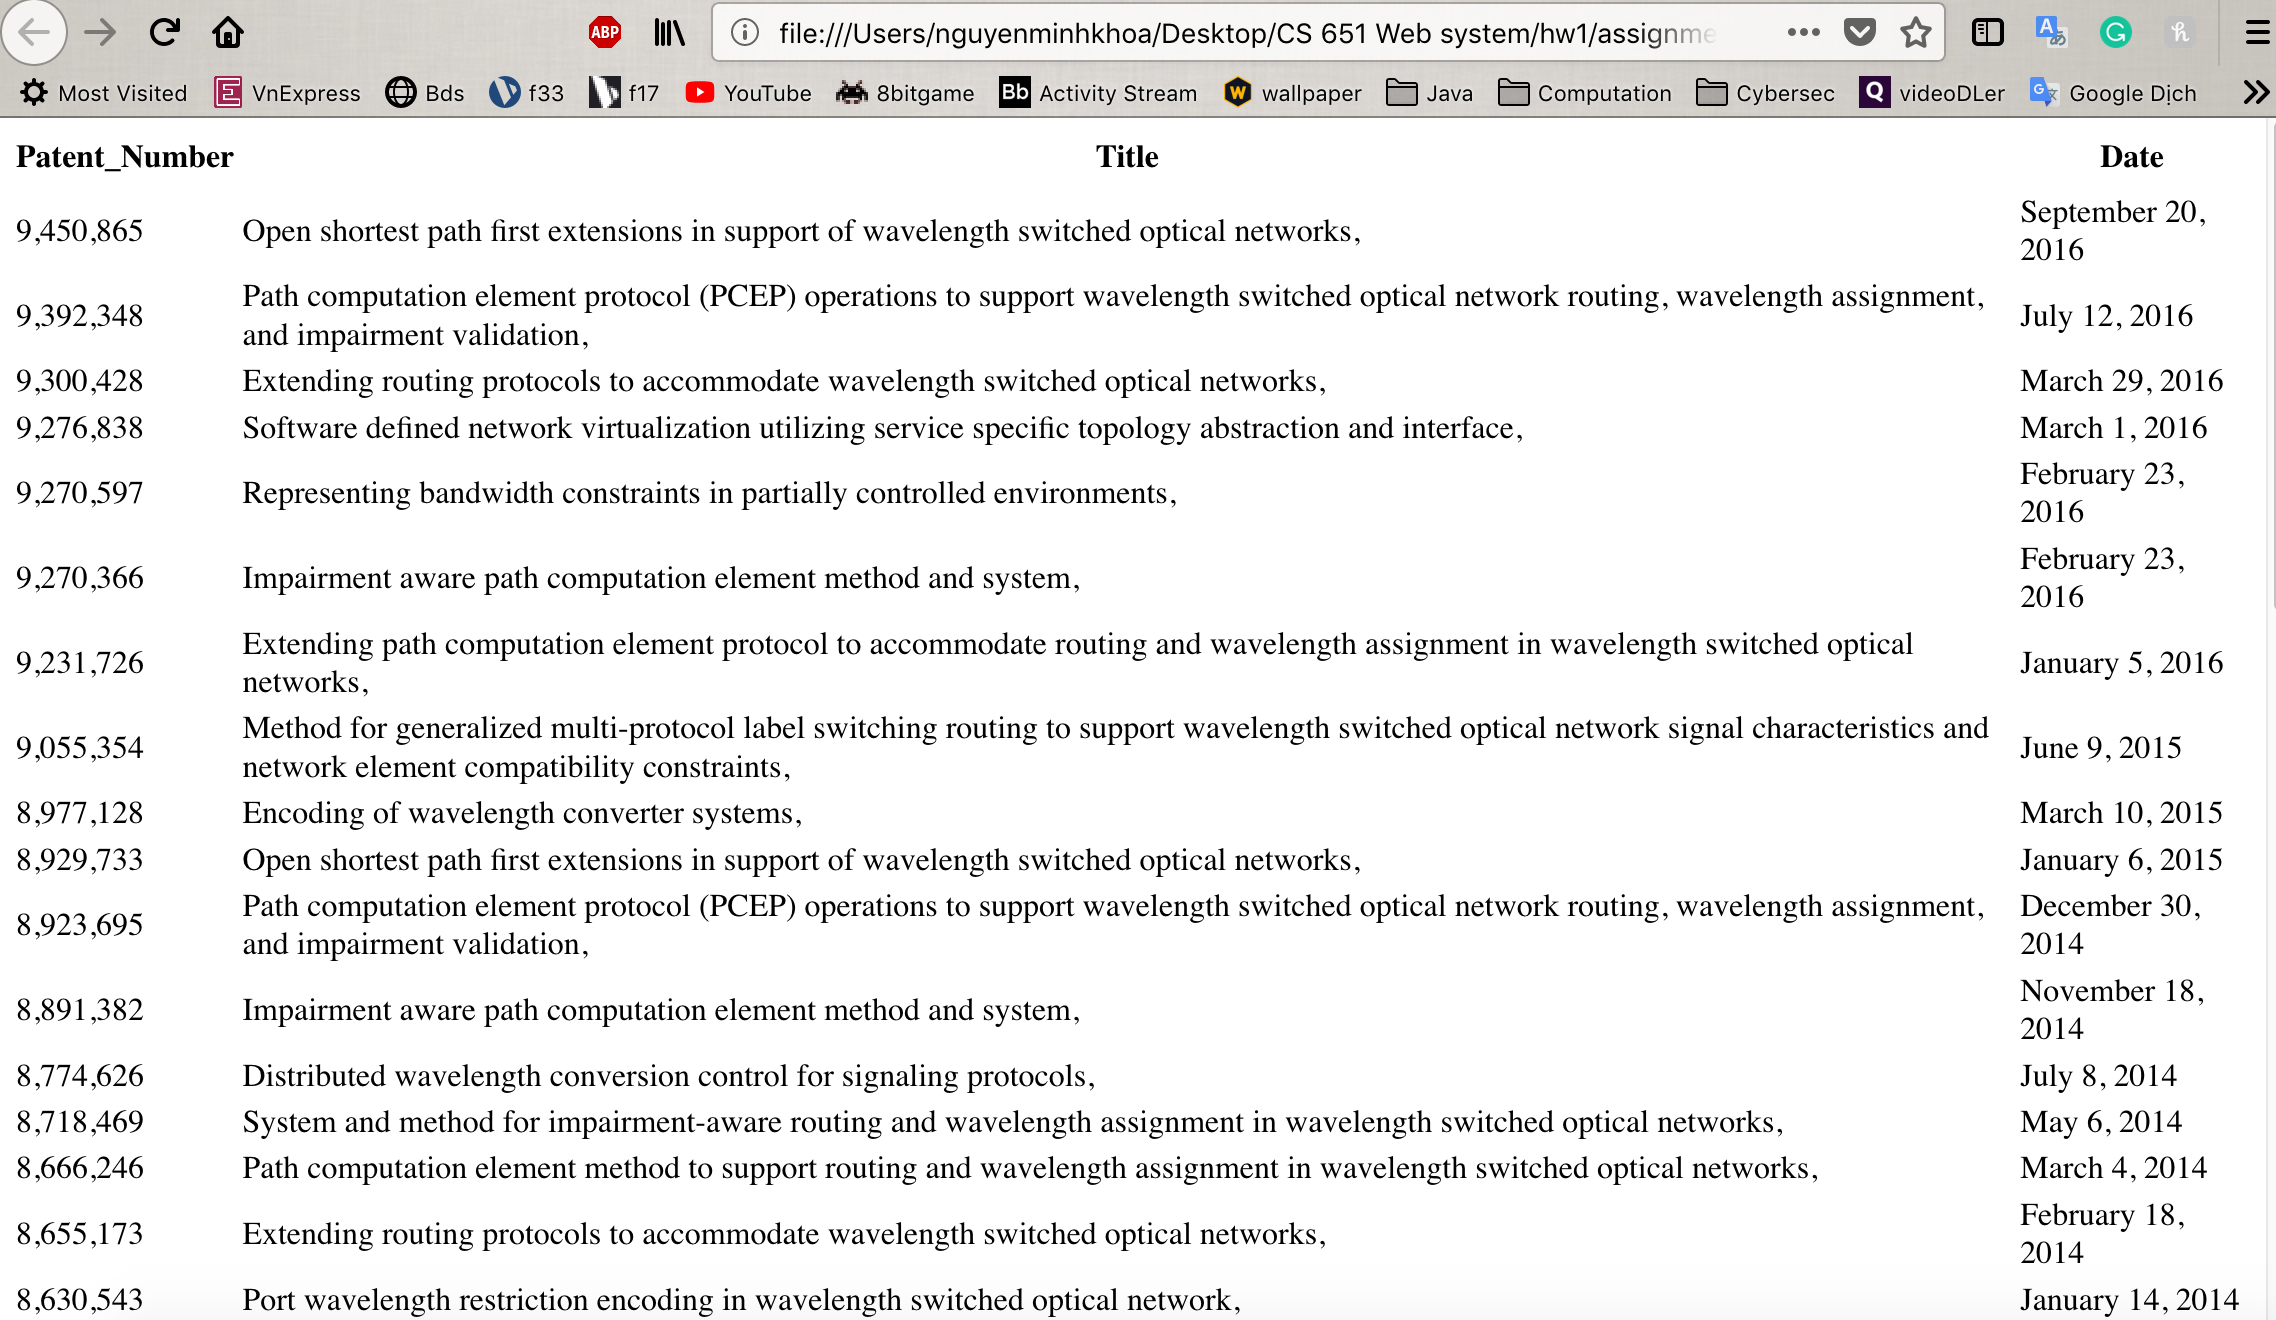 ABP file:///Users/nguyenminhkhoa/Desktop/CS 651 Web system/hw1/assignme
Most Visited VnExpress Bds f33 f17 YouTube 8bitgame Bb Activity Stream W wallpaper Java Computation Cybersec Q videoDLer Google Dịch
Patent_Number Title Date
9,450,865 Open shortest path first extensions in support of wavelength switched optical networks, September 20,
2016
9,392,348 Path computation element protocol (PCEP) operations to support wavelength switched optical network routing, wavelength assignment,
and impairment validation, July 12, 2016
9,300,428 Extending routing protocols to accommodate wavelength switched optical networks, March 29, 2016
9,276,838 Software defined network virtualization utilizing service specific topology abstraction and interface, March 1, 2016
9,270,597 Representing bandwidth constraints in partially controlled environments, February 23,
2016
9,270,366 Impairment aware path computation element method and system, February 23,
2016
9,231,726 Extending path computation element protocol to accommodate routing and wavelength assignment in wavelength switched optical
networks, January 5, 2016
9,055,354 Method for generalized multi-protocol label switching routing to support wavelength switched optical network signal characteristics and
network element compatibility constraints, June 9, 2015
8,977,128 Encoding of wavelength converter systems, March 10, 2015
8,929,733 Open shortest path first extensions in support of wavelength switched optical networks, January 6, 2015
8,923,695 Path computation element protocol (PCEP) operations to support wavelength switched optical network routing, wavelength assignment, December 30,
and impairment validation, 2014
8,891,382 Impairment aware path computation element method and system, November 18,
2014
8,774,626 Distributed wavelength conversion control for signaling protocols, July 8, 2014
8,718,469 System and method for impairment-aware routing and wavelength assignment in wavelength switched optical networks, May 6, 2014
8,666,246 Path computation element method to support routing and wavelength assignment in wavelength switched optical networks, March 4, 2014
8,655,173 Extending routing protocols to accommodate wavelength switched optical networks, February 18,
2014
8,630,543 Port wavelength restriction encoding in wavelength switched optical network, January 14, 2014